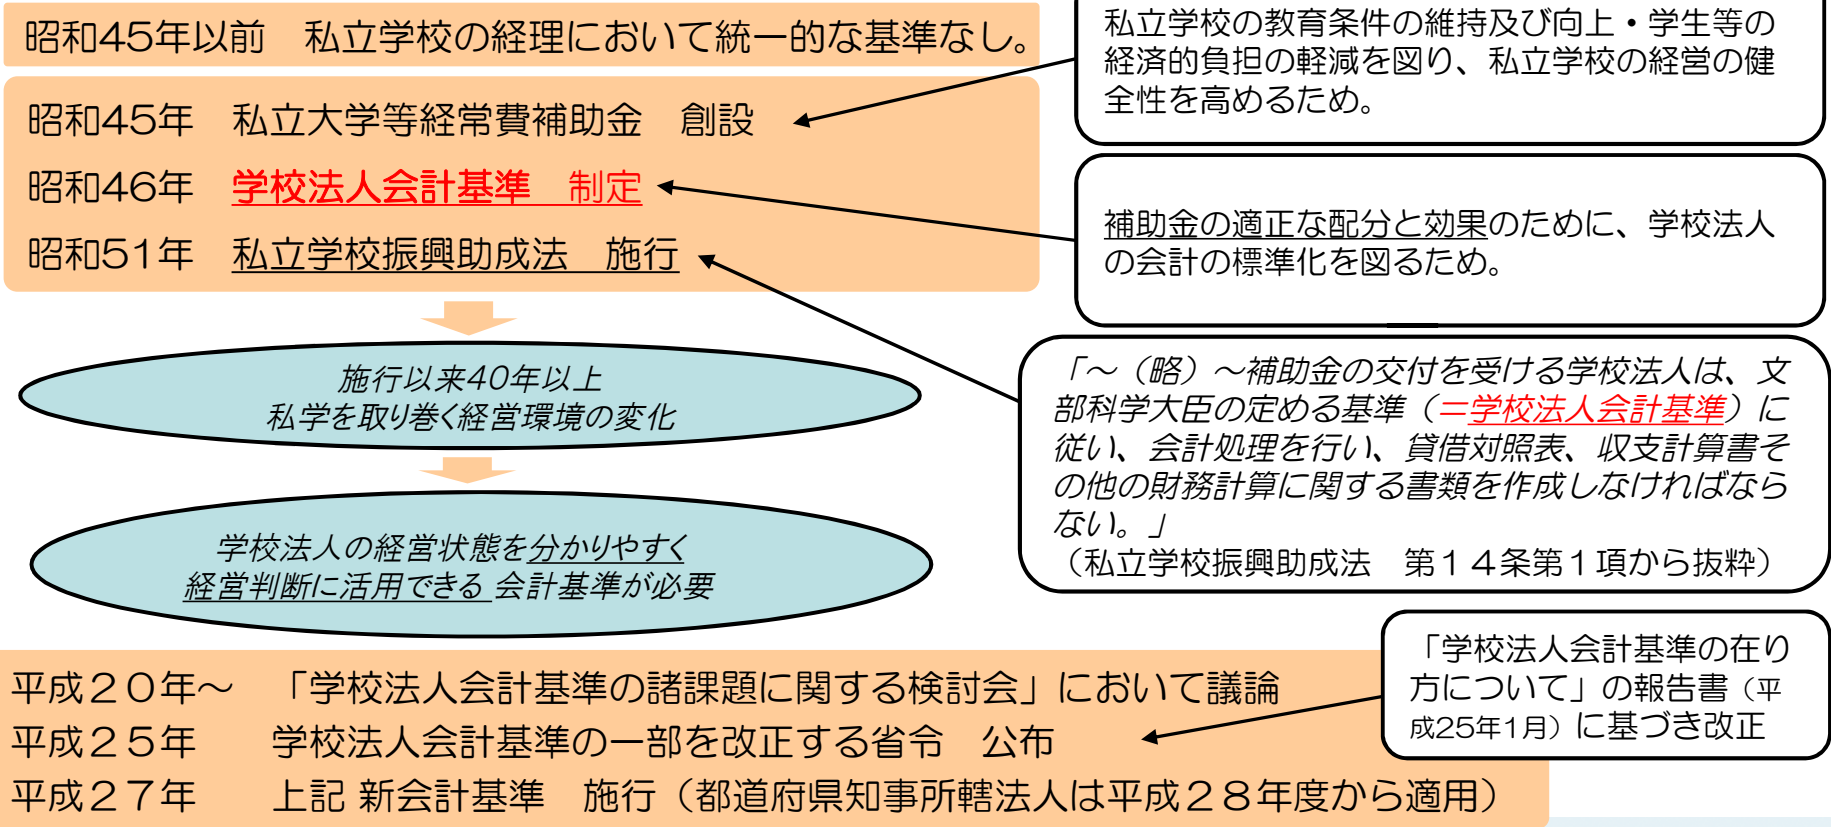 昭和45年以前　私立学校の経理において統一的な基準なし。
昭和45年　私立大学等経常費補助金　創設
昭和46年　学校法人会計基準　制定
昭和51年　私立学校振興助成法　施行
私立学校の教育条件の維持及び向上・学生等の
経済的負担の軽減を図り、私立学校の経営の健
全性を高めるため。
補助金の適正な配分と効果のために、学校法人
の会計の標準化を図るため。
「～（略）～補助金の交付を受ける学校法人は、文
部科学大臣の定める基準（＝学校法人会計基準）に
従い、会計処理を行い、貸借対照表、収支計算書そ
の他の財務計算に関する書類を作成しなければなら
ない。」
（私立学校振興助成法　第１４条第１項から抜粋）
施行以来40年以上
私学を取り巻く経営環境の変化
学校法人の経営状態を分かりやすく
経営判断に活用できる 会計基準が必要
平成２０年～　「学校法人会計基準の諸課題に関する検討会」において議論
平成２５年　　学校法人会計基準の一部を改正する省令　公布
平成２７年　　上記 新会計基準　施行（都道府県知事所轄法人は平成２８年度から適用）
「学校法人会計基準の在り
方について」の報告書（平
成25年1月）に基づき改正